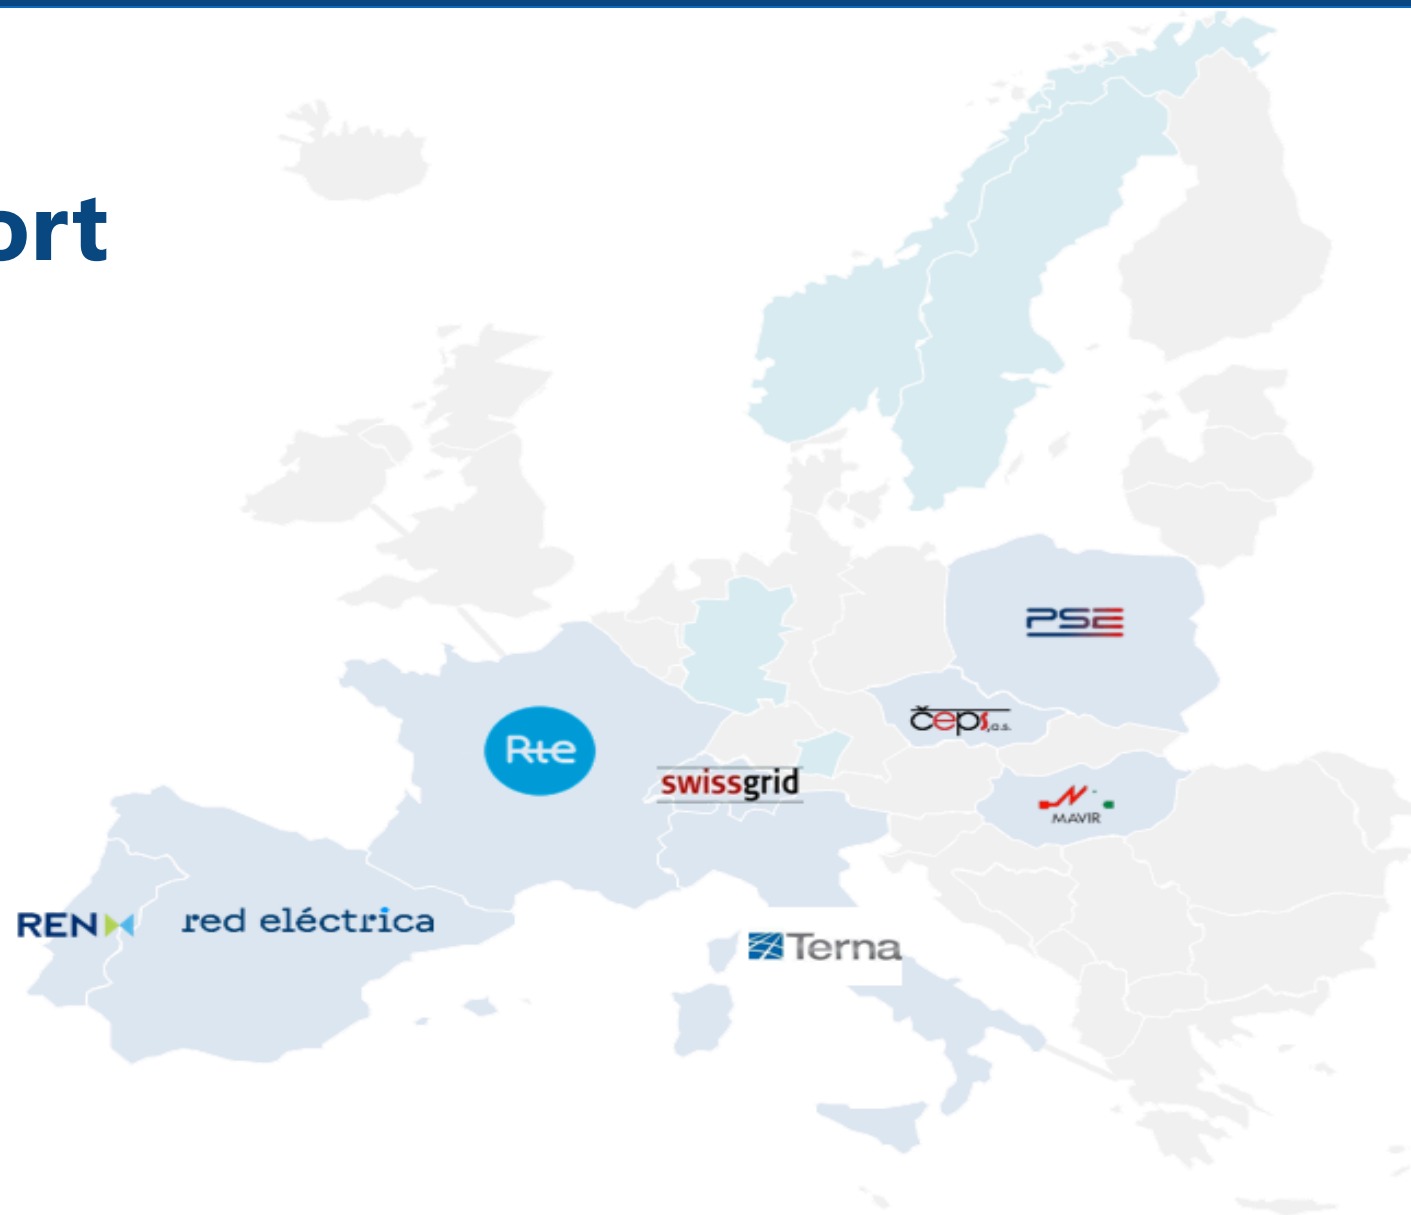 ort
PSE
čeps,a.s.
Rte
swissgrid
MAVIR
REN
red eléctrica
Terna